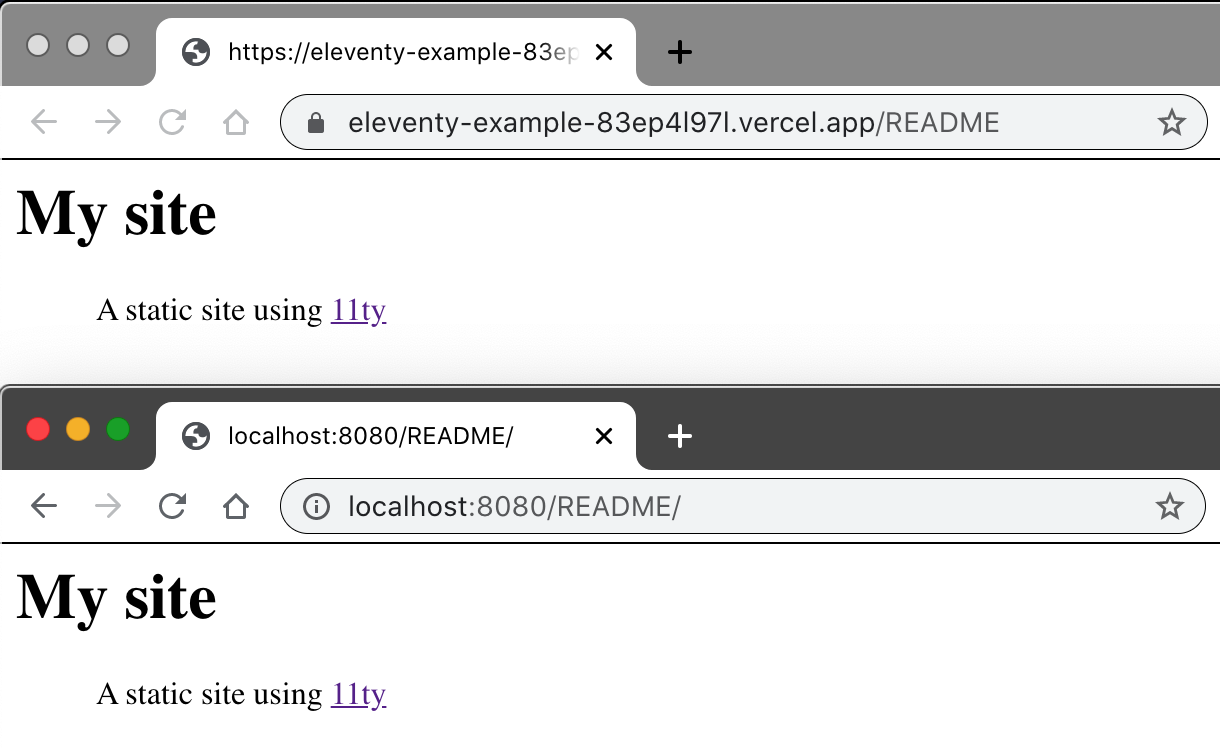 https://eleventy-example-83ep
eleventy-example-83ep4l97l.vercel.app/README
My site
A static site using 11ty
localhost:8080/README/
localhost:8080/README/
My site
A static site using 11ty